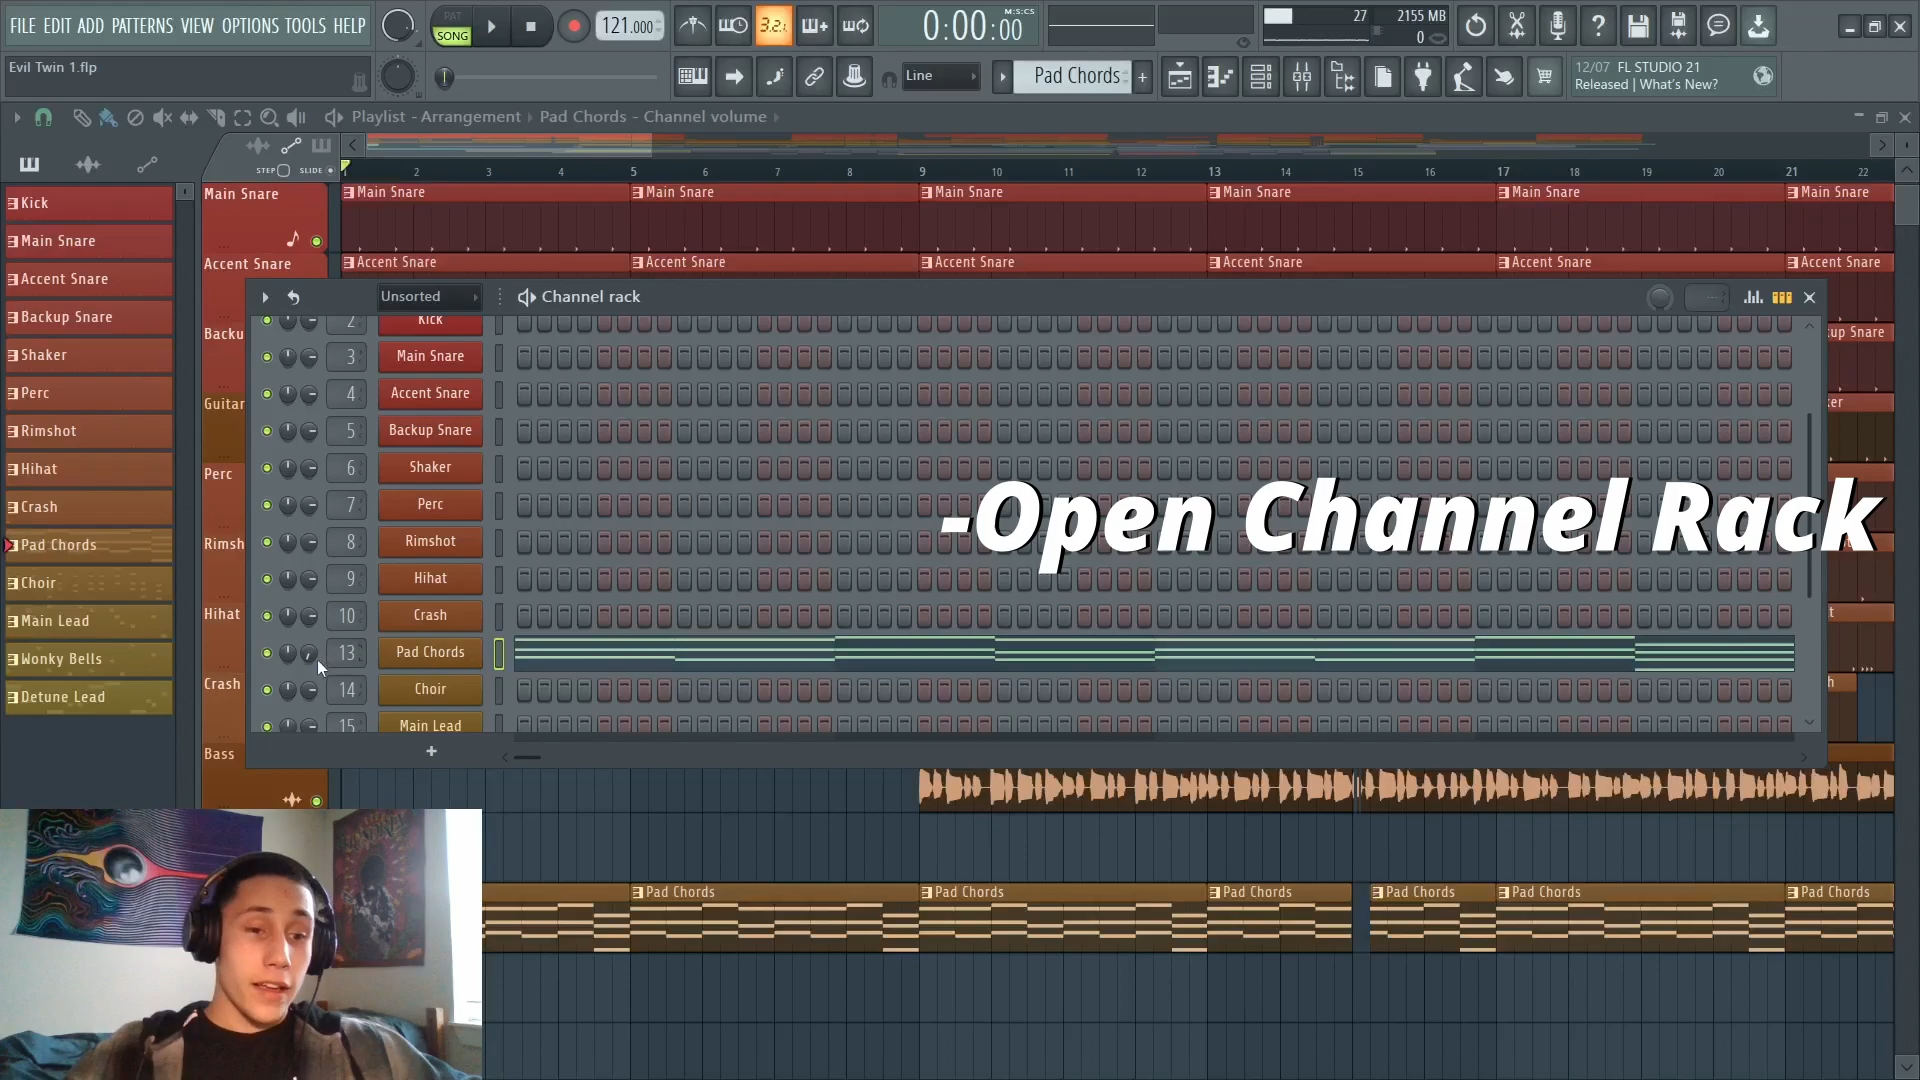 FILE EDIT ADD PATTERNS VIEW OPTIONS TOOLS HELP
PAT
SONG
121.000
3.2.
0:00:00
M:S:CS
27
2155 MB
0
Evil Twin 1.flp
Line
Pad Chords
12/07 FL STUDIO 21
Released | What's New?
Playlist - Arrangement Pad Chords - Channel volume
STEP SLIDE
1 2 3 4 5 6 7 8 9 10 11 12 13 14 15 16 17 18 19 20 21 22
Kick
Main Snare
Accent Snare
Backup Snare
Shaker
Perc
Rimshot
Hihat
Crash
Pad Chords
Choir
Main Lead
Wonky Bells
Detune Lead
Main Snare
Main Snare Main Snare Main Snare Main Snare Main Snare Main Snare
Accent Snare
Accent Snare Accent Snare Accent Snare Accent Snare Accent Snare Accent Snare
Backu
Guitar
Perc
Rimsh
Hihat
Crash
Bass
Unsorted
Channel rack
2 Kick
3 Main Snare
4 Accent Snare
5 Backup Snare
6 Shaker
7 Perc
8 Rimshot
9 Hihat
10 Crash
13 Pad Chords
14 Choir
15 Main Lead
+
up Snare
ker
t
h
-Open Channel Rack
Pad Chords Pad Chords Pad Chords Pad Chords Pad Chords Pad Chords